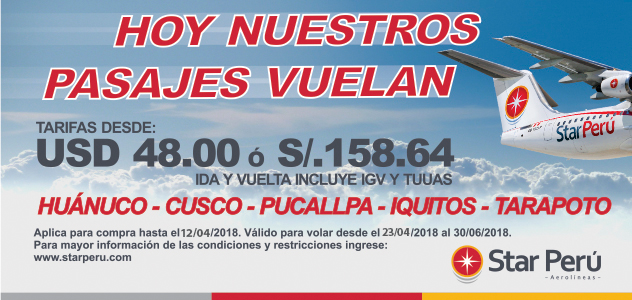 HOY NUESTROS
PASAJES VUELAN
TARIFAS DESDE:
USD 48.00 ó S/.158.64
IDA Y VUELTA INCLUYE IGV Y TUUAS
HUÁNUCO - CUSCO - PUCALLPA - IQUITOS - TARAPOTO
Aplica para compra hasta el12/04/2018. Válido para volar desde el 23/04/2018 al 30/06/2018.
Para mayor información de las condiciones y restricciones ingrese:
www.starperu.com
Star Perú
Aerolíneas
StarPerú